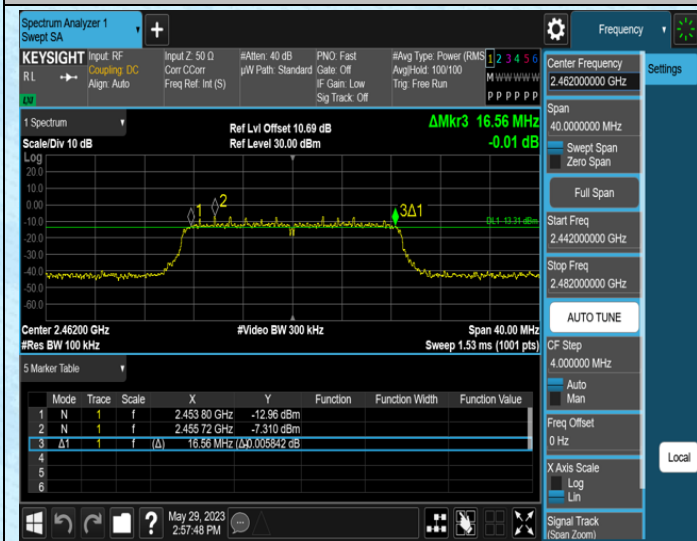 Spectrum Analyzer 1
Swept SA
Frequency
KEYSIGHT
RL
LXI
Input: RF
Coupling: DC
Align: Auto
Input Z: 50 Ω
Corr CCorr
Freq Ref: Int (S)
#Atten: 40 dB
µW Path: Standard
PNO: Fast
Gate: Off
IF Gain: Low
Sig Track: Off
#Avg Type: Power (RMS
Avg|Hold: 100/100
Trig: Free Run
1 2 3 4 5 6
M W W W W W
P P P P P P
1 Spectrum
Scale/Div 10 dB
Ref Lvl Offset 10.69 dB
Ref Level 30.00 dBm
ΔMkr3 16.56 MHz
-0.01 dB
Log
20.0
10.0
0.00
-10.0
-20.0
-30.0
-40.0
-50.0
-60.0
1
2
3Δ1
DL1 -13.31 dBm
Center 2.46200 GHz
#Video BW 300 kHz
Span 40.00 MHz
#Res BW 100 kHz
Sweep 1.53 ms (1001 pts)
5 Marker Table
Mode Trace Scale X Y Function Function Width Function Value
1 N 1 f 2.453 80 GHz -12.96 dBm
2 N 1 f 2.455 72 GHz -7.310 dBm
3 Δ1 1 f (Δ) 16.56 MHz (Δ) -0.005842 dB
4
5
6
May 29, 2023
2:57:48 PM
Center Frequency
2.462000000 GHz
Settings
Span
40.0000000 MHz
Swept Span
Zero Span
Full Span
Start Freq
2.442000000 GHz
Stop Freq
2.482000000 GHz
AUTO TUNE
CF Step
4.000000 MHz
Auto
Man
Freq Offset
0 Hz
X Axis Scale
Log
Lin
Signal Track
(Span Zoom)
Local